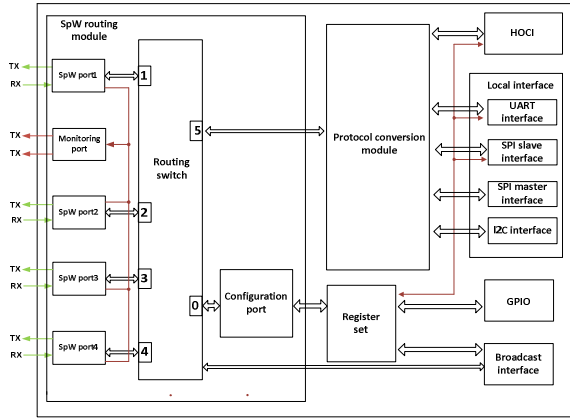 SpW routing
module
TX
RX
SpW port1
1
TX
TX
Monitoring
port
TX
RX
SpW port2
2
TX
RX
SpW port3
3
TX
RX
SpW port4
4
Routing
switch
5
0
Configuration
port
Protocol conversion
module
Register
set
HOCI
Local interface
UART
interface
SPI slave
interface
SPI master
interface
I2C interface
GPIO
Broadcast
interface